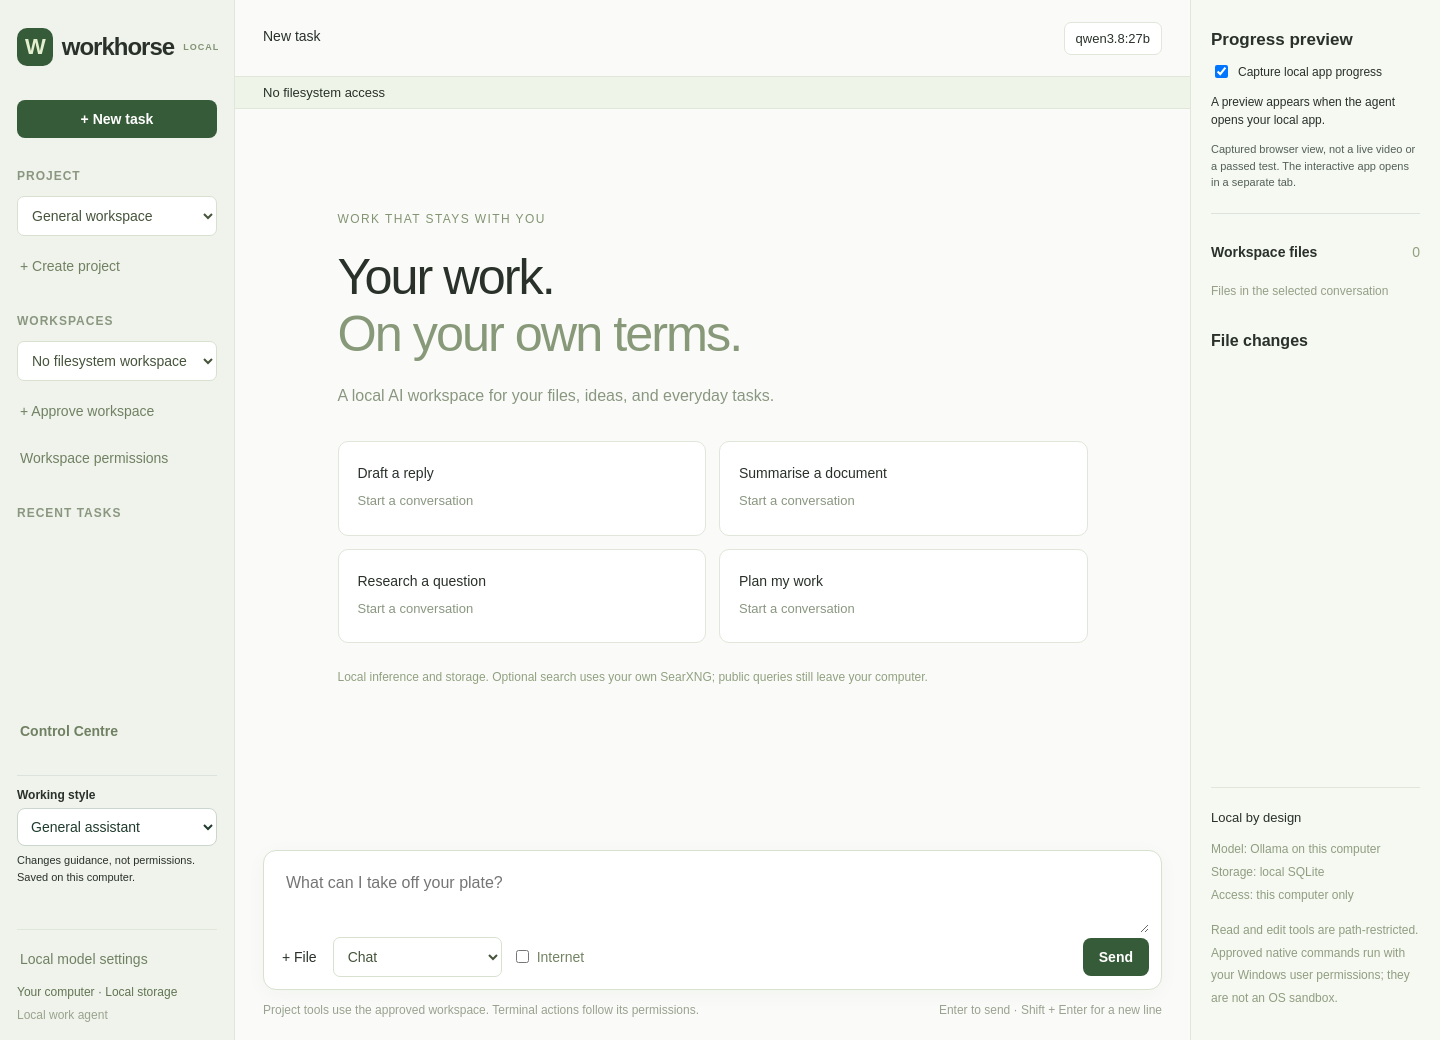 W workhorse LOCAL
+ New task
PROJECT
General workspace
+ Create project
WORKSPACES
No filesystem workspace
+ Approve workspace
Workspace permissions
RECENT TASKS
Control Centre
Working style
General assistant
Changes guidance, not permissions.
Saved on this computer.
Local model settings
Your computer · Local storage
Local work agent
New task
qwen3.8:27b
No filesystem access
WORK THAT STAYS WITH YOU
Your work.
On your own terms.
A local AI workspace for your files, ideas, and everyday tasks.
Draft a reply
Start a conversation
Summarise a document
Start a conversation
Research a question
Start a conversation
Plan my work
Start a conversation
Local inference and storage. Optional search uses your own SearXNG; public queries still leave your computer.
What can I take off your plate?
+ File
Chat
Internet
Send
Project tools use the approved workspace. Terminal actions follow its permissions.
Enter to send · Shift + Enter for a new line
Progress preview
Capture local app progress
A preview appears when the agent
opens your local app.
Captured browser view, not a live video or
a passed test. The interactive app opens
in a separate tab.
Workspace files 0
Files in the selected conversation
File changes
Local by design
Model: Ollama on this computer
Storage: local SQLite
Access: this computer only
Read and edit tools are path-restricted.
Approved native commands run with
your Windows user permissions; they
are not an OS sandbox.